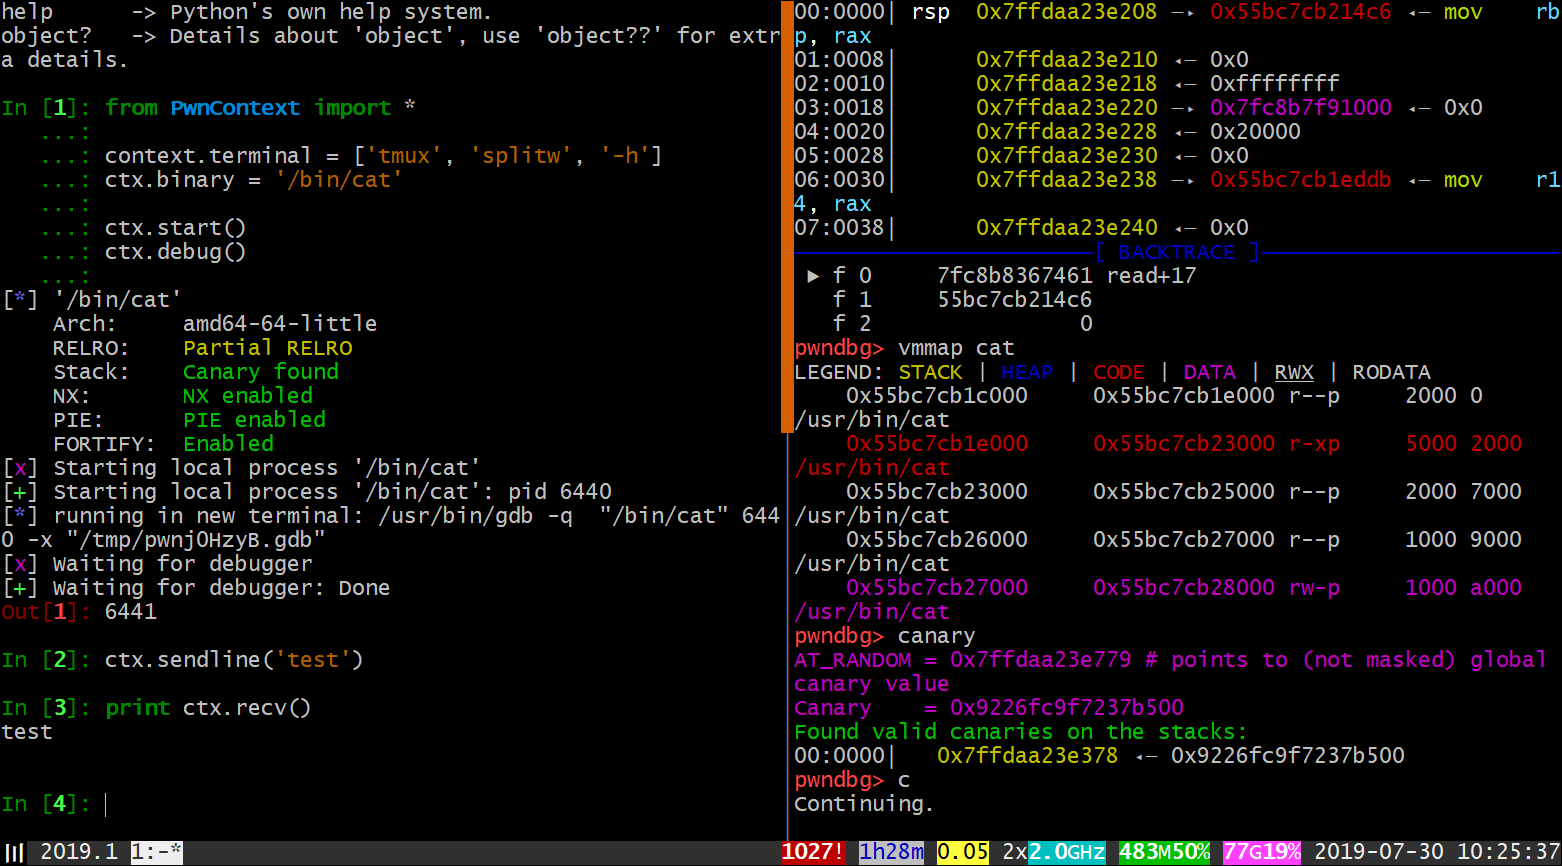 help      -> Python's own help system.
object?   -> Details about 'object', use 'object??' for extr
a details.
In [1]: from PwnContext import *
   ...:
   ...: context.terminal = ['tmux', 'splitw', '-h']
   ...: ctx.binary = '/bin/cat'
   ...:
   ...: ctx.start()
   ...: ctx.debug()
   ...:
[*] '/bin/cat'
    Arch:     amd64-64-little
    RELRO:    Partial RELRO
    Stack:    Canary found
    NX:       NX enabled
    PIE:      PIE enabled
    FORTIFY:  Enabled
[x] Starting local process '/bin/cat'
[+] Starting local process '/bin/cat': pid 6440
[*] running in new terminal: /usr/bin/gdb -q  "/bin/cat" 644
0 -x "/tmp/pwnjOHzyB.gdb"
[x] Waiting for debugger
[+] Waiting for debugger: Done
Out[1]: 6441
In [2]: ctx.sendline('test')
In [3]: print ctx.recv()
test
In [4]:
00:0000│ rsp  0x7ffdaa23e208 —▸ 0x55bc7cb214c6 ◂— mov    rb
p, rax
01:0008│      0x7ffdaa23e210 ◂— 0x0
02:0010│      0x7ffdaa23e218 ◂— 0xffffffff
03:0018│      0x7ffdaa23e220 —▸ 0x7fc8b7f91000 ◂— 0x0
04:0020│      0x7ffdaa23e228 ◂— 0x20000
05:0028│      0x7ffdaa23e230 ◂— 0x0
06:0030│      0x7ffdaa23e238 —▸ 0x55bc7cb1eddb ◂— mov    r1
4, rax
07:0038│      0x7ffdaa23e240 ◂— 0x0
[ BACKTRACE ]
 ► f 0     7fc8b8367461 read+17
   f 1     55bc7cb214c6
   f 2                0
pwndbg> vmmap cat
LEGEND: STACK | HEAP | CODE | DATA | RWX | RODATA
    0x55bc7cb1c000     0x55bc7cb1e000 r--p     2000 0
/usr/bin/cat
    0x55bc7cb1e000     0x55bc7cb23000 r-xp     5000 2000
/usr/bin/cat
    0x55bc7cb23000     0x55bc7cb25000 r--p     2000 7000
/usr/bin/cat
    0x55bc7cb26000     0x55bc7cb27000 r--p     1000 9000
/usr/bin/cat
    0x55bc7cb27000     0x55bc7cb28000 rw-p     1000 a000
/usr/bin/cat
pwndbg> canary
AT_RANDOM = 0x7ffdaa23e779 # points to (not masked) global
canary value
Canary    = 0x9226fc9f7237b500
Found valid canaries on the stacks:
00:0000│   0x7ffdaa23e378 ◂— 0x9226fc9f7237b500
pwndbg> c
Continuing.
2019.1 1:-* 1027! 1h28m 0.05 2x2.0GHz 483M50% 77G19% 2019-07-30 10:25:37